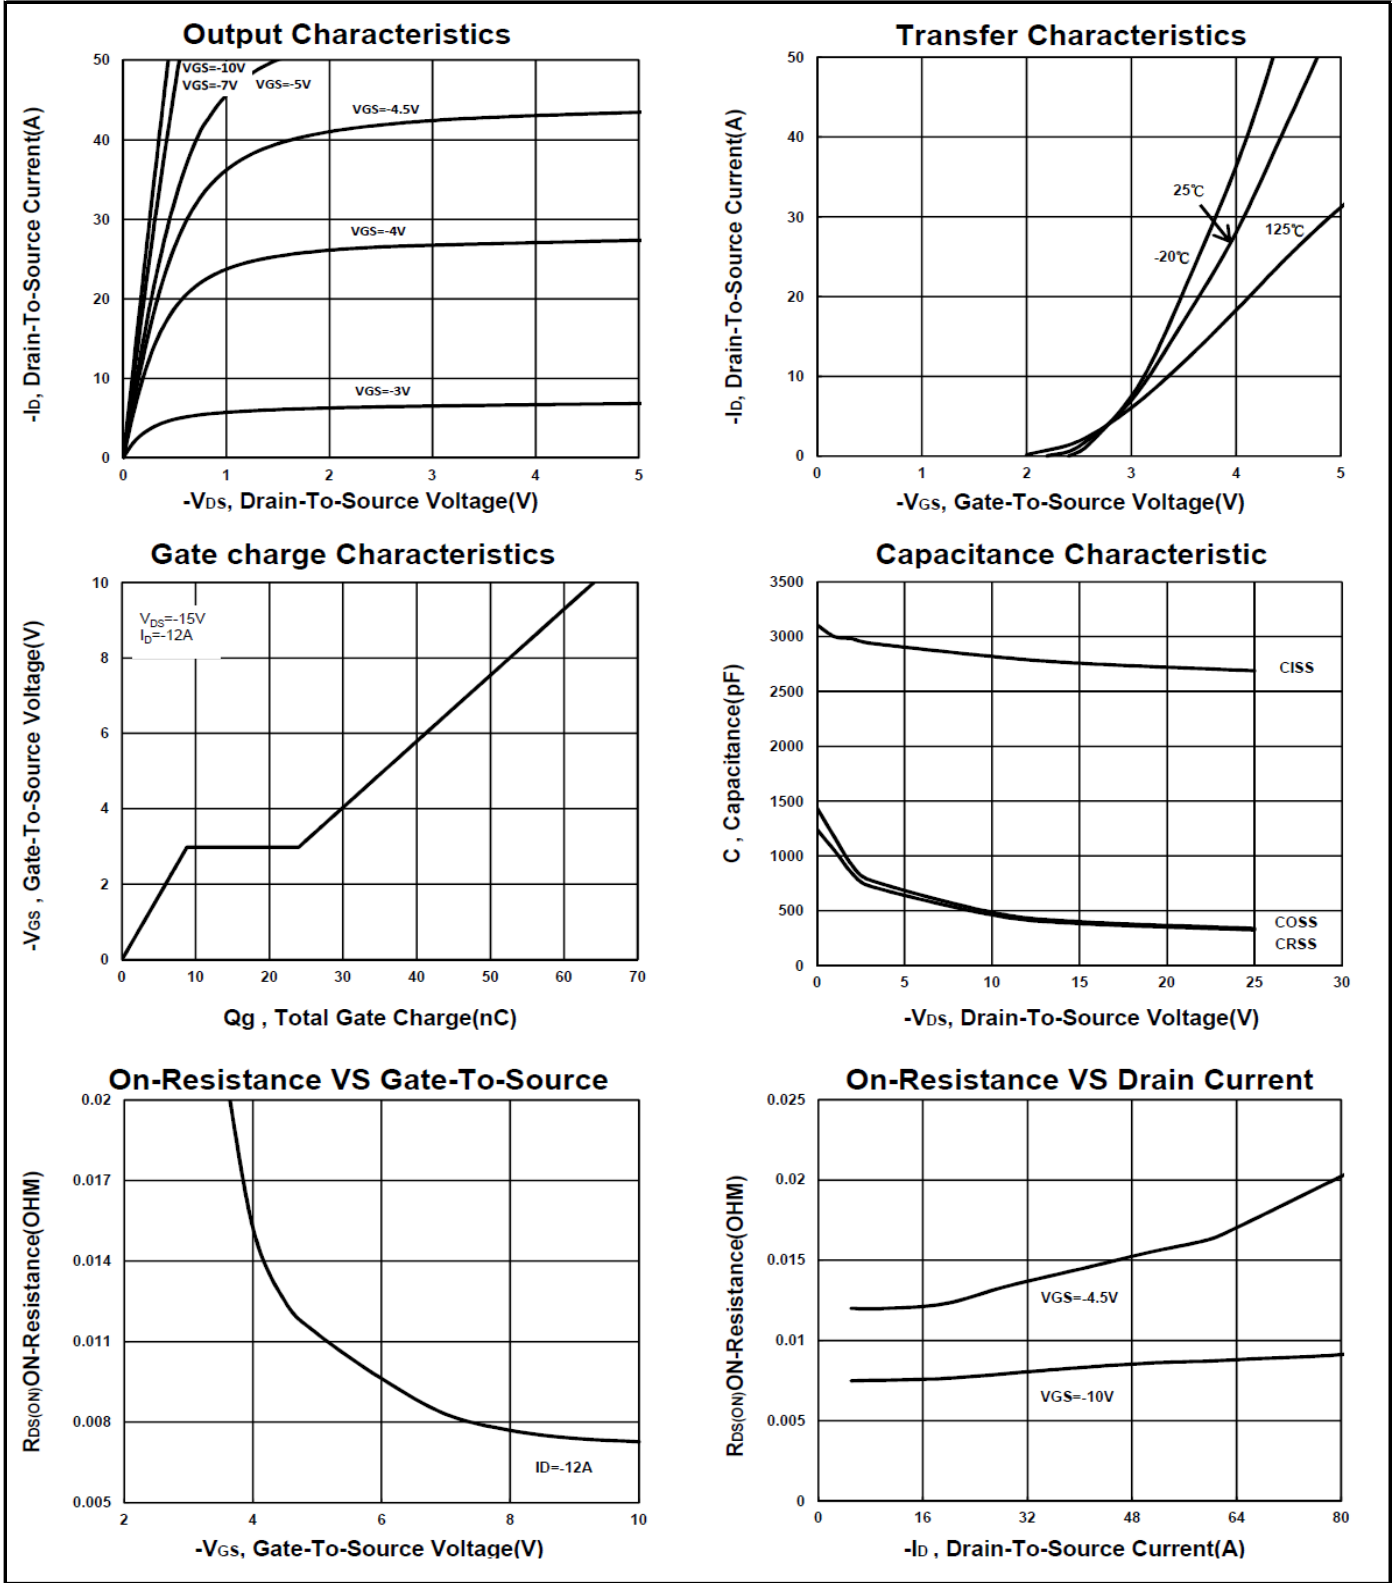 Output Characteristics
50
40
30
20
10
0
VGS=-10V
VGS=-7V
VGS=-5V
VGS=-4.5V
VGS=-4V
VGS=-3V
0 1 2 3 4 5
-VDS, Drain-To-Source Voltage(V)
-ID, Drain-To-Source Current(A)
Transfer Characteristics
50
40
30
20
10
0
25℃
-20℃
125℃
0 1 2 3 4 5
-VGS, Gate-To-Source Voltage(V)
-ID, Drain-To-Source Current(A)
Gate charge Characteristics
10
8
6
4
2
0
VDS=-15V
ID=-12A
0 10 20 30 40 50 60 70
Qg , Total Gate Charge(nC)
-VGS , Gate-To-Source Voltage(V)
Capacitance Characteristic
3500
3000
2500
2000
1500
1000
500
0
CISS
COSS
CRSS
0 5 10 15 20 25 30
-VDS, Drain-To-Source Voltage(V)
C , Capacitance(pF)
On-Resistance VS Gate-To-Source
0.02
0.017
0.014
0.011
0.008
0.005
ID=-12A
2 4 6 8 10
-VGS, Gate-To-Source Voltage(V)
RDS(ON)ON-Resistance(OHM)
On-Resistance VS Drain Current
0.025
0.02
0.015
0.01
0.005
0
VGS=-4.5V
VGS=-10V
0 16 32 48 64 80
-ID , Drain-To-Source Current(A)
RDS(ON)ON-Resistance(OHM)